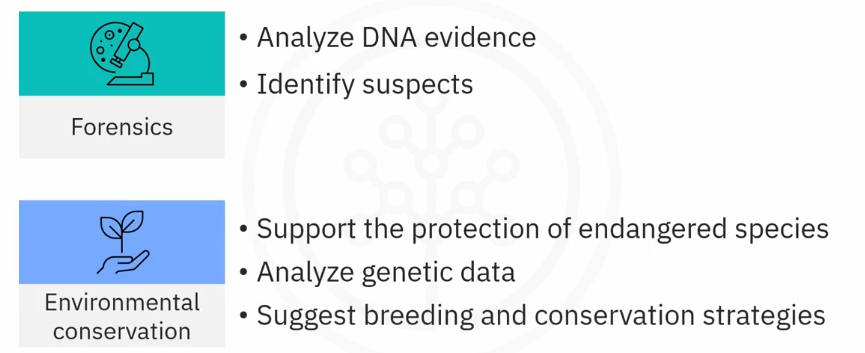 • Analyze DNA evidence
• Identify suspects
Forensics
• Support the protection of endangered species
• Analyze genetic data
• Suggest breeding and conservation strategies
Environmental
conservation